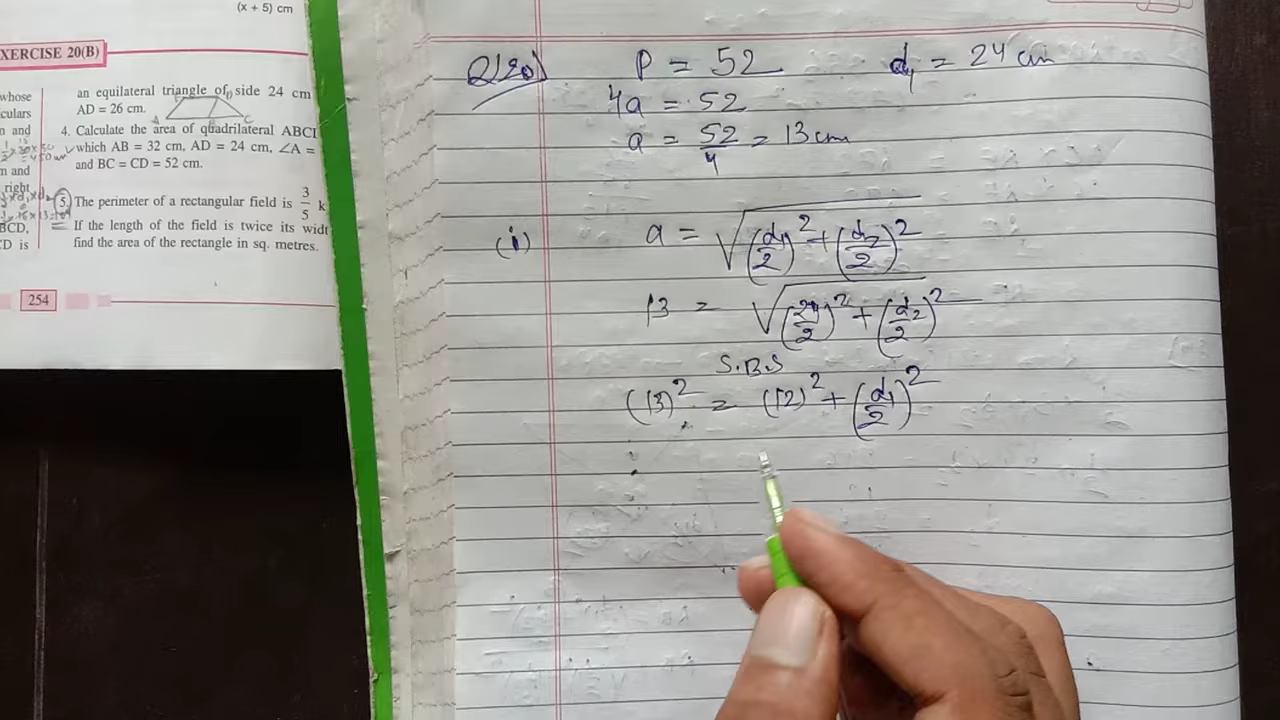 (x + 5) cm
XERCISE 20(B)
whose
culars
n and
m and
right
BCD,
D is
an equilateral triangle of side 24 cm
AD = 26 cm.
4. Calculate the area of quadrilateral ABCD
which AB = 32 cm, AD = 24 cm, ∠A =
and BC = CD = 52 cm.
5. The perimeter of a rectangular field is 3/5 k
If the length of the field is twice its widt
find the area of the rectangle in sq. metres.
254
Q20) P = 52 d₁ = 24 cm
4a = 52
a = 52/4 = 13 cm
(i) a = √((d₁/2)² + (d₂/2)²)
13 = √((24/2)² + (d₂/2)²)
S.B.S
(13)² = (12)² + (d₁/2)²